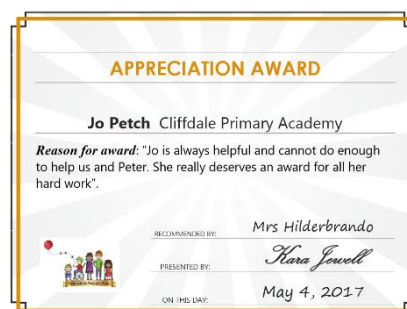 APPRECIATION AWARD
Jo Petch Cliffdale Primary Academy
Reason for award: "Jo is always helpful and cannot do enough
to help us and Peter. She really deserves an award for all her
hard work".
RECOMMENDED BY: Mrs Hilderbrando
PRESENTED BY: Kara Jewell
ON THIS DAY: May 4, 2017